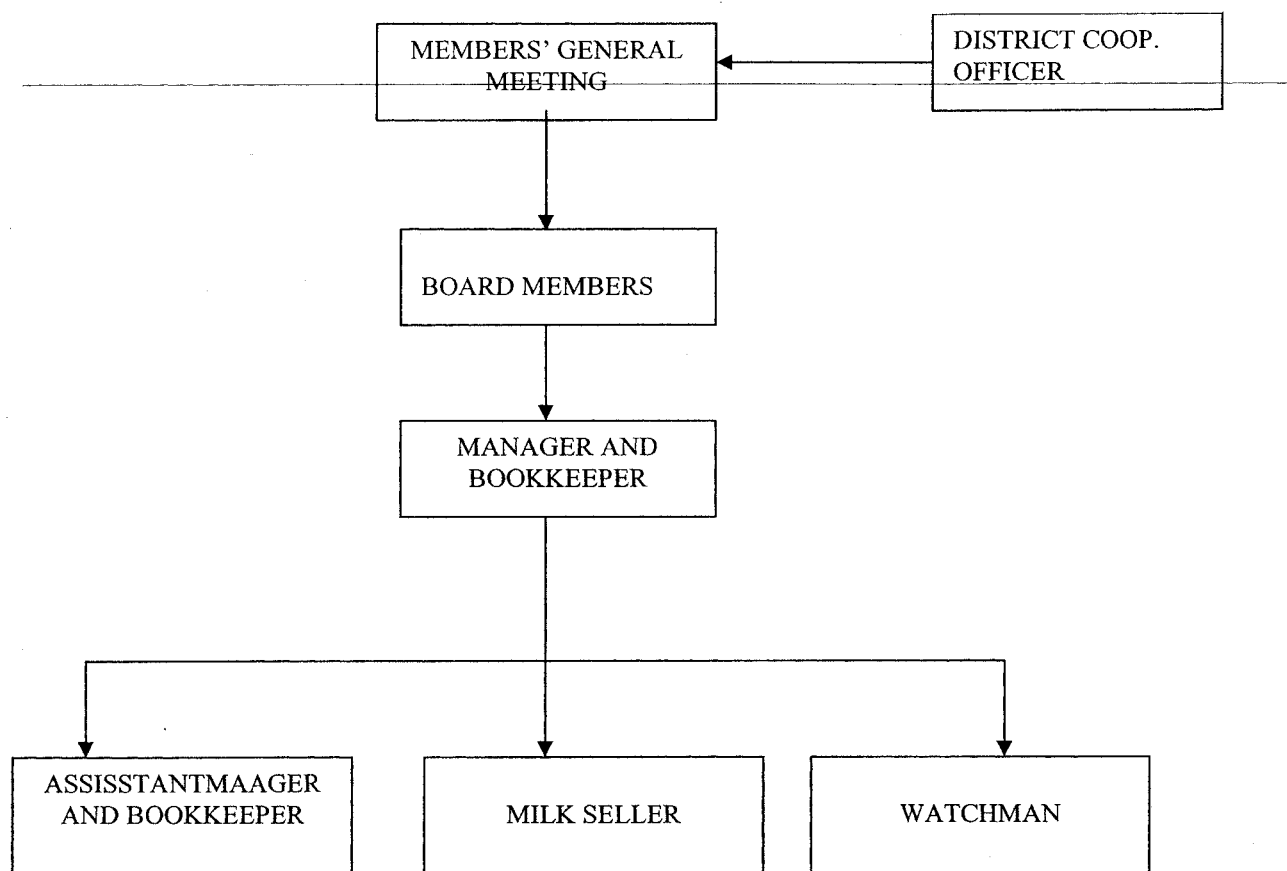 MEMBERS’ GENERAL
MEETING
DISTRICT COOP.
OFFICER
BOARD MEMBERS
MANAGER AND
BOOKKEEPER
ASSISSTANTMAAGER
AND BOOKKEEPER
MILK SELLER
WATCHMAN